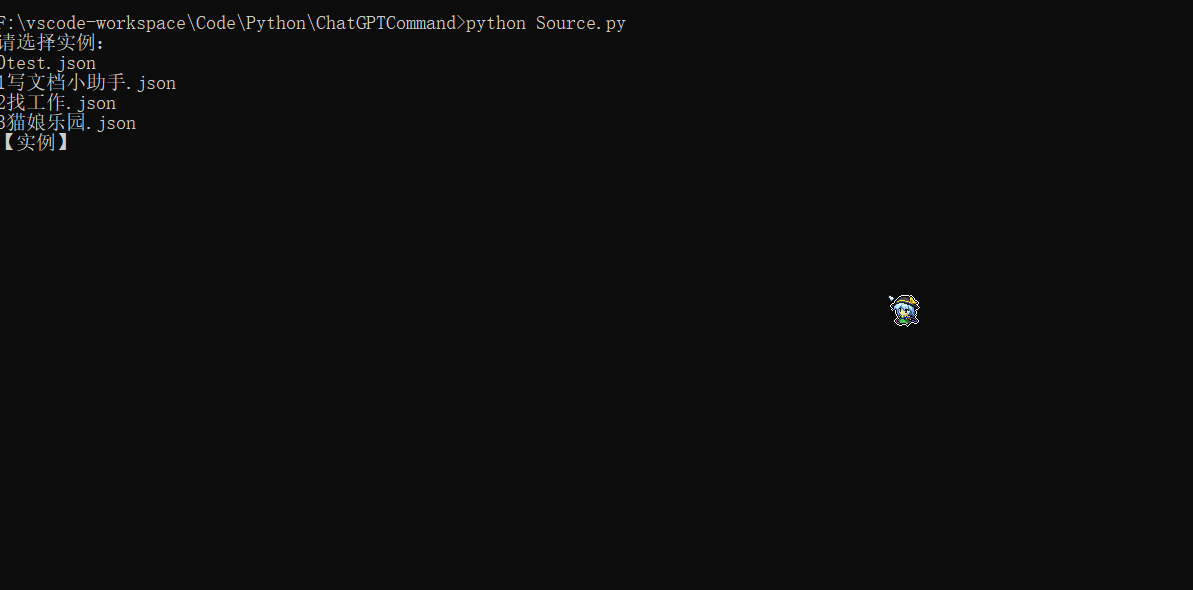 F:\vscode-workspace\Code\Python\ChatGPTCommand>python Source.py
请选择实例:
0test.json
1写文档小助手.json
2找工作.json
3猫娘乐园.json
【实例】